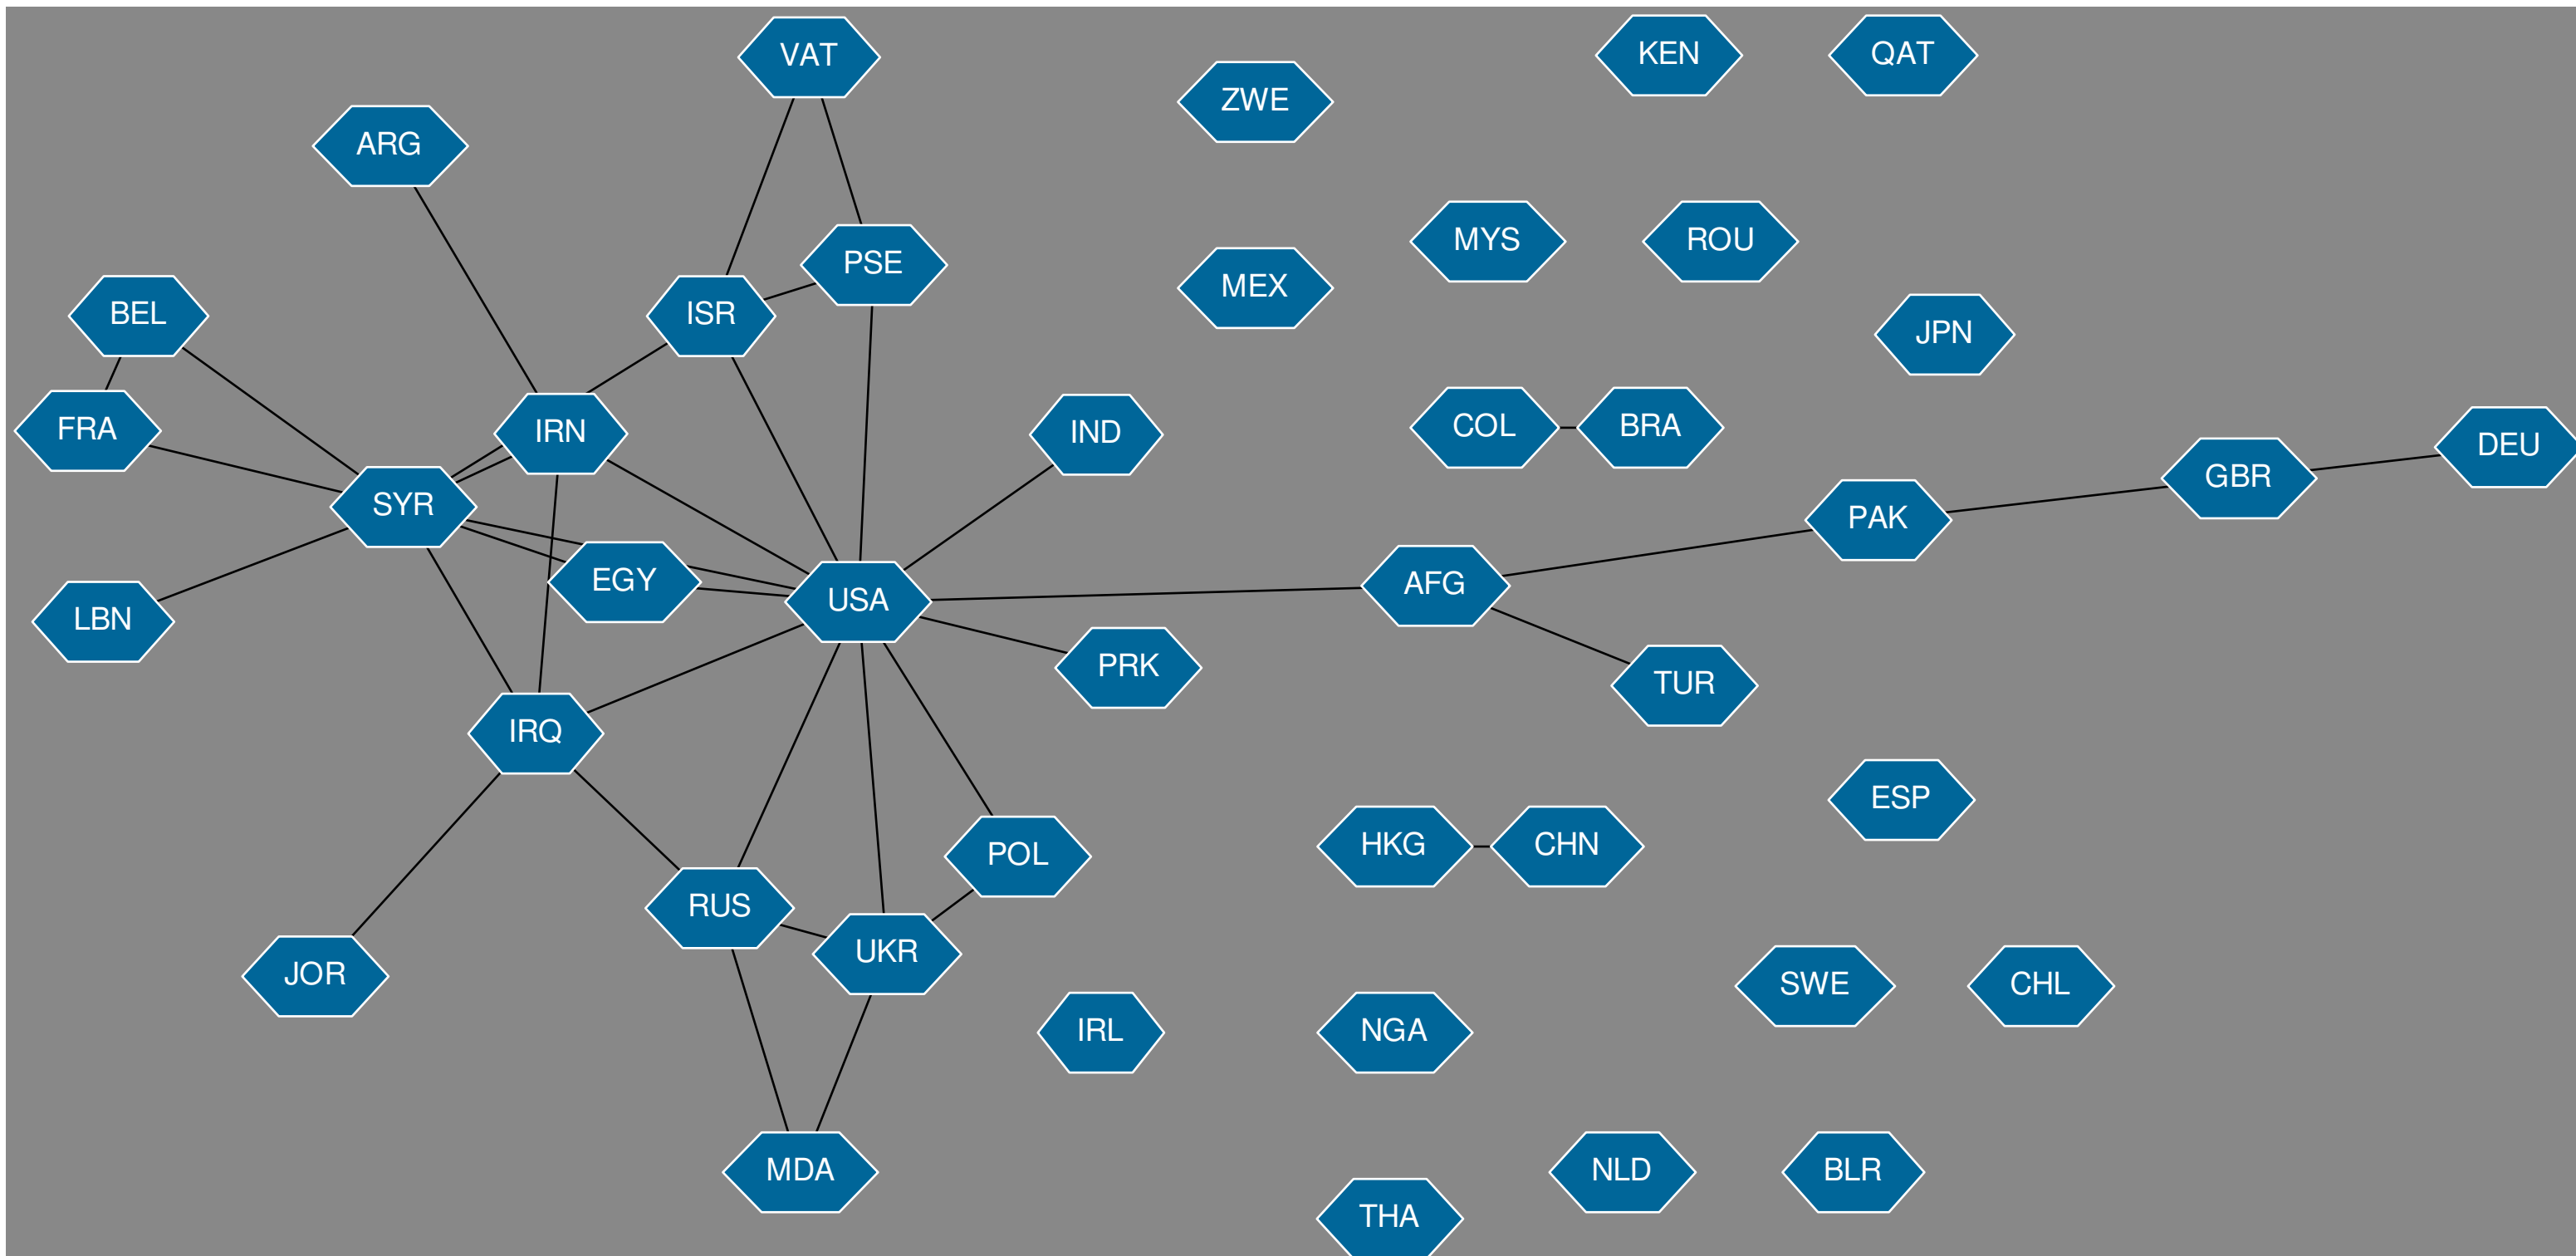 VAT
KEN
QAT
ZWE
ARG
MYS
ROU
PSE
MEX
ISR
BEL
JPN
COL
BRA
FRA
IRN
IND
DEU
GBR
SYR
PAK
EGY
AFG
USA
LBN
PRK
TUR
IRQ
ESP
HKG
CHN
POL
RUS
UKR
JOR
SWE
CHL
IRL
NGA
MDA
NLD
BLR
THA